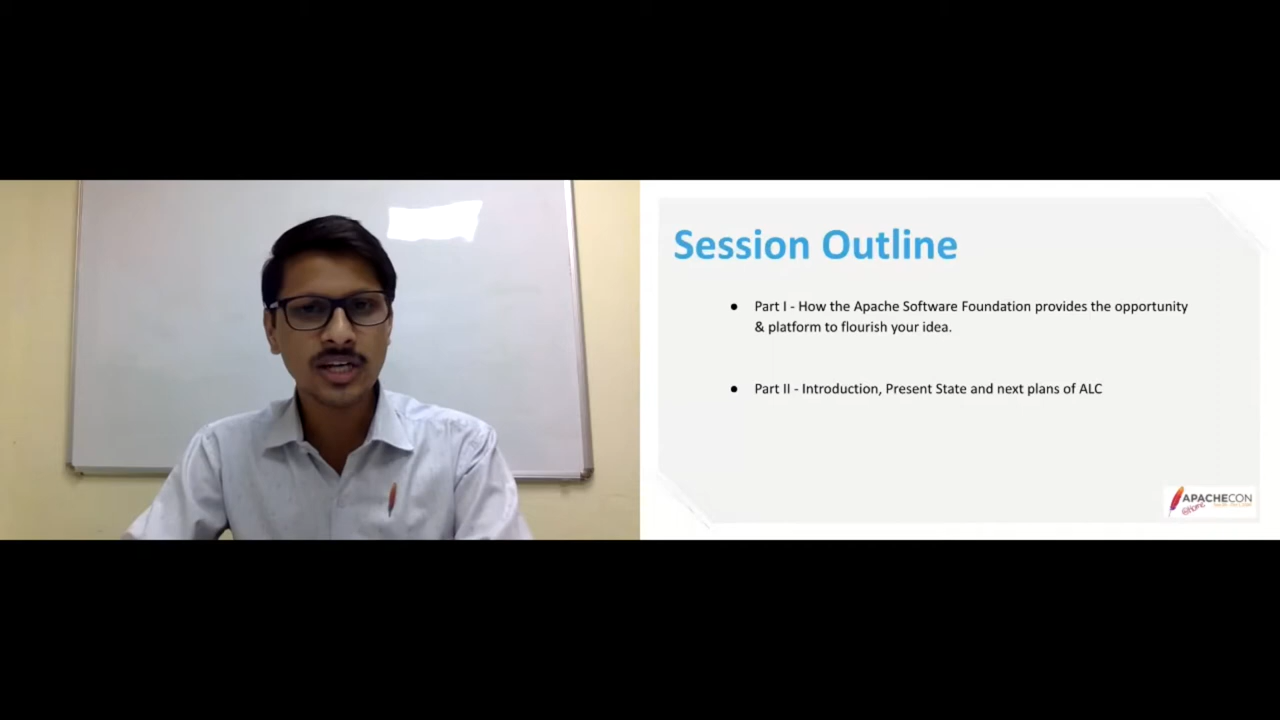 Session Outline
● Part I - How the Apache Software Foundation provides the opportunity
& platform to flourish your idea.
● Part II - Introduction, Present State and next plans of ALC
APACHECON
@Home